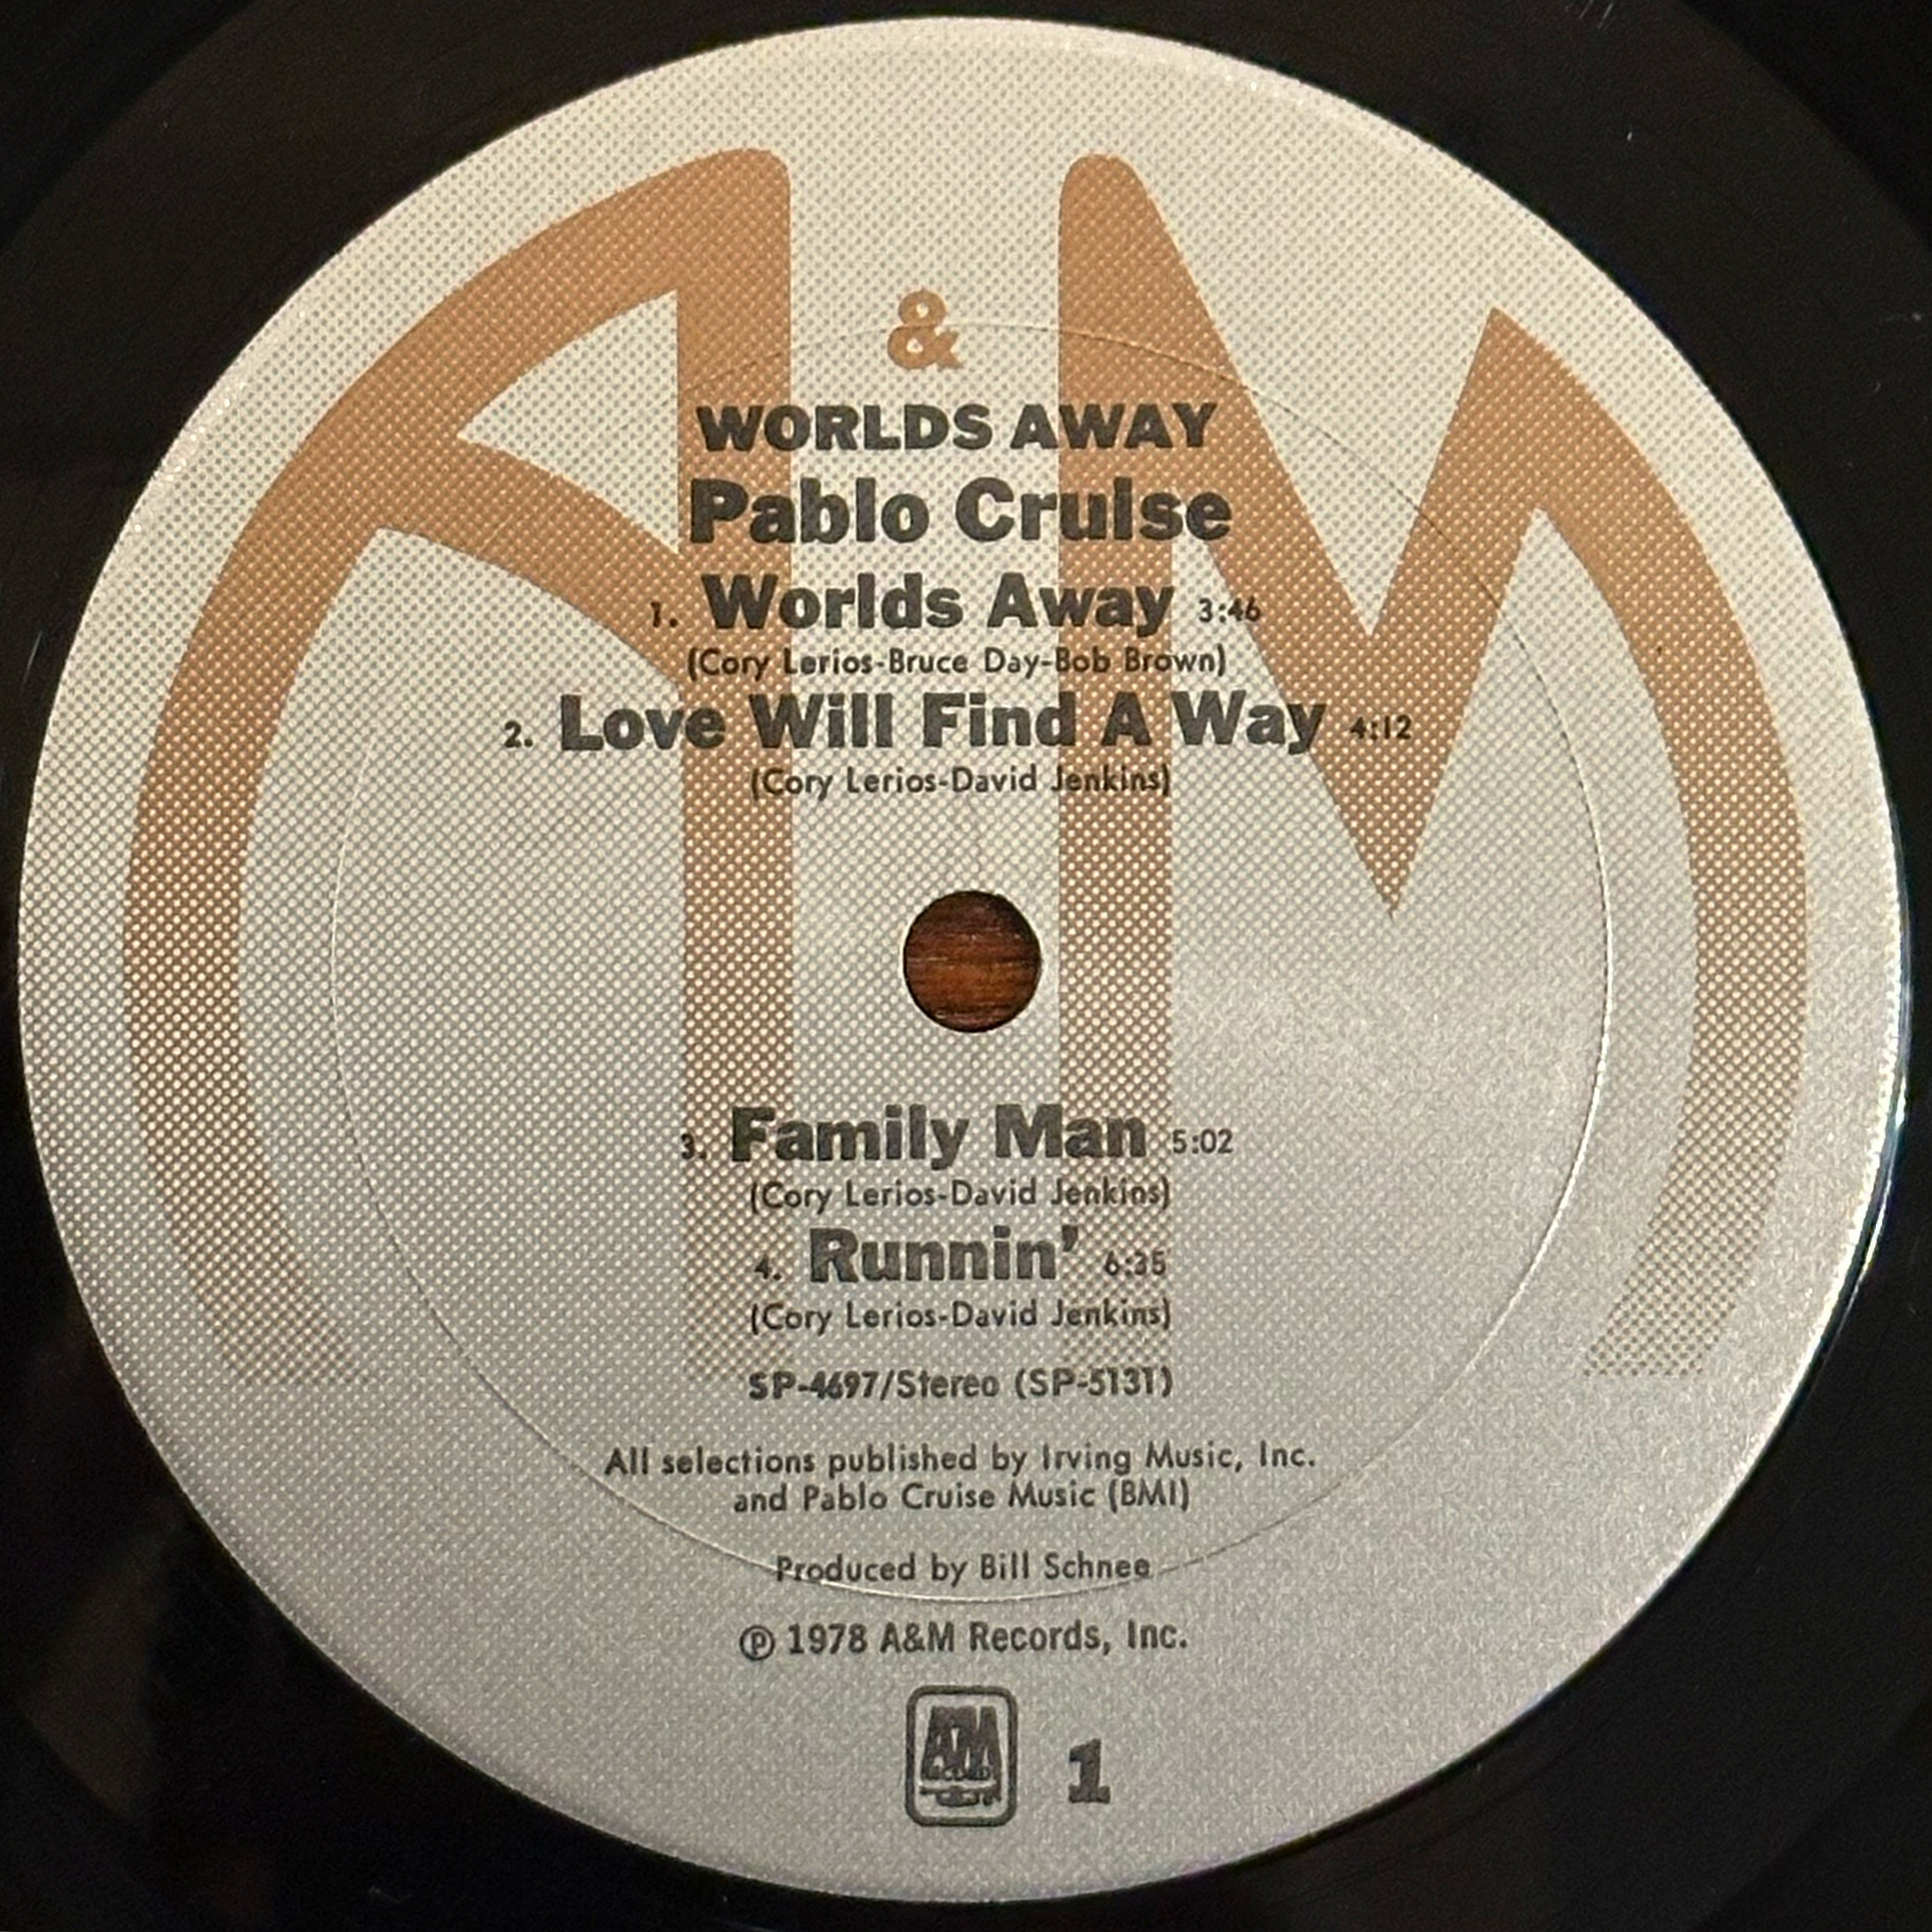 A & M
WORLDS AWAY
Pablo Cruise
1. Worlds Away 3:46
(Cory Lerios-Bruce Day-Bob Brown)
2. Love Will Find A Way 4:12
(Cory Lerios-David Jenkins)
3. Family Man 5:02
(Cory Lerios-David Jenkins)
4. Runnin’ 6:35
(Cory Lerios-David Jenkins)
SP-4697/Stereo (SP-5131)
All selections published by Irving Music, Inc.
and Pablo Cruise Music (BMI)
Produced by Bill Schnee
℗ 1978 A&M Records, Inc.
A&M RECORDS 1